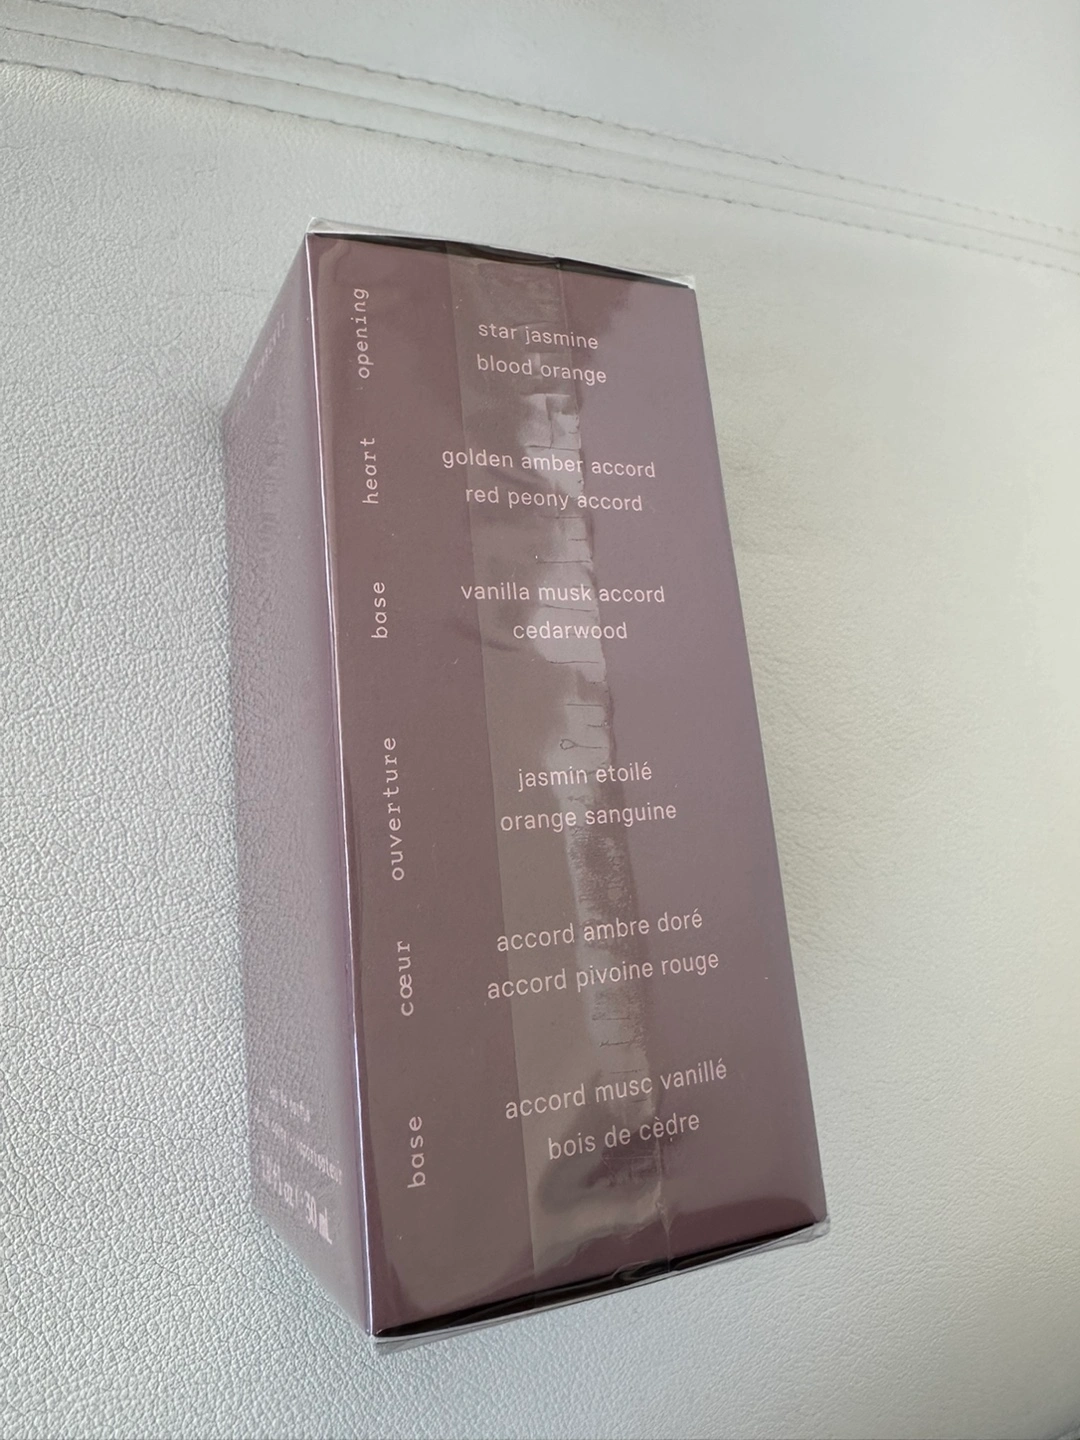 opening
star jasmine
blood orange
heart
golden amber accord
red peony accord
base
vanilla musk accord
cedarwood
ouverture
jasmin etoilé
orange sanguine
cœur
accord ambre doré
accord pivoine rouge
base
accord musc vanillé
bois de cèdre
30 mL